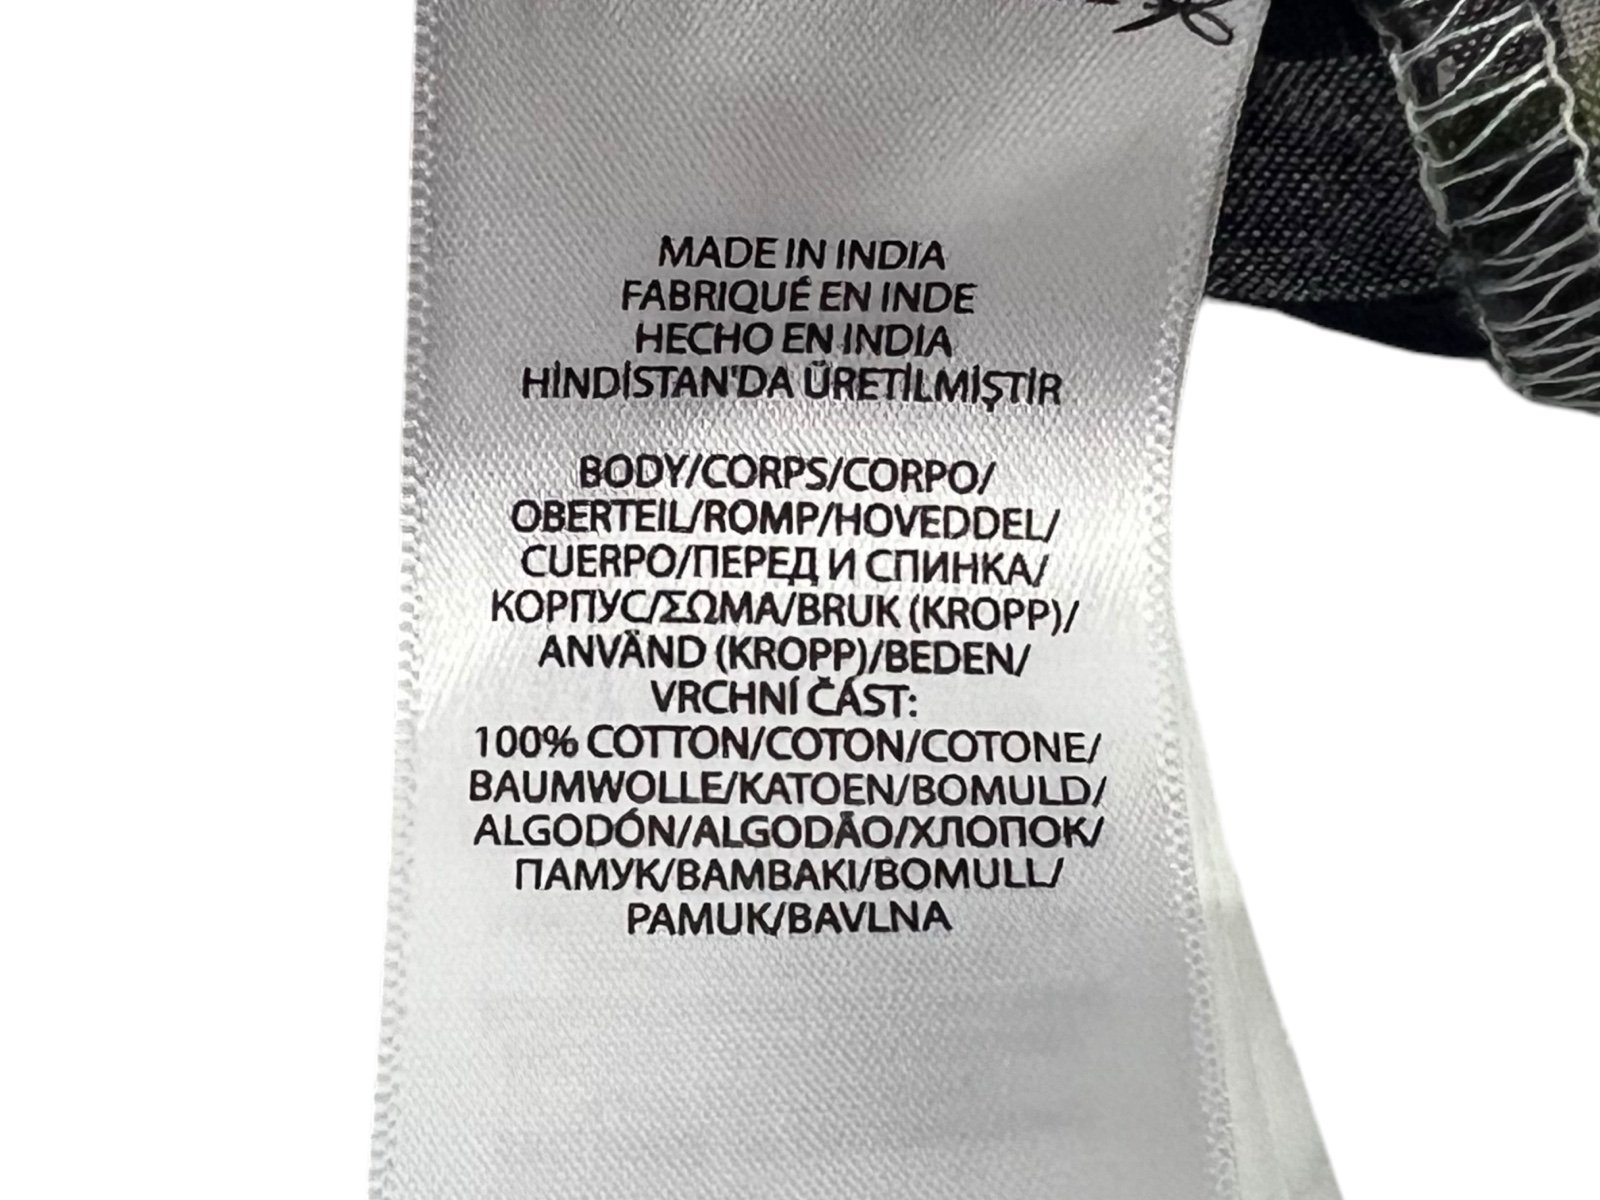 MADE IN INDIA
FABRIQUÉ EN INDE
HECHO EN INDIA
HİNDİSTAN'DA ÜRETİLMİŞTİR
BODY/CORPS/CORPO/
OBERTEIL/ROMP/HOVEDDEL/
CUERPO/ПЕРЕД И СПИНКА/
КОРПУС/ΣΩΜΑ/BRUK (KROPP)/
ANVÄND (KROPP)/BEDEN/
VRCHNÍ ČÁST:
100% COTTON/COTON/COTONE/
BAUMWOLLE/KATOEN/BOMULD/
ALGODÓN/ALGODÃO/ХЛОПОК/
ПАМУК/BAMBAKI/BOMULL/
PAMUK/BAVLNA